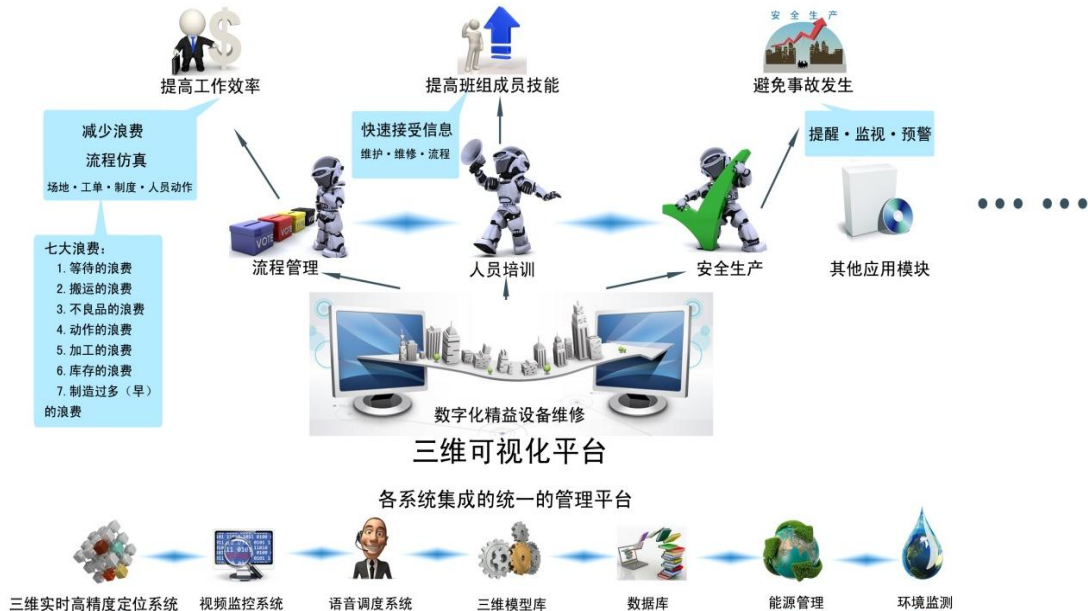 安全生产
提高工作效率
提高班组成员技能
避免事故发生
减少浪费
流程仿真
场地·工单·制度·人员动作
快速接受信息
维护·维修·流程
提醒·监视·预警
七大浪费：
1. 等待的浪费
2. 搬运的浪费
3. 不良品的浪费
4. 动作的浪费
5. 加工的浪费
6. 库存的浪费
7. 制造过多（早）
的浪费
VOTE
流程管理
人员培训
安全生产
其他应用模块
••• •••
数字化精益设备维修
三维可视化平台
各系统集成的统一的管理平台
三维实时高精度定位系统
视频监控系统
语音调度系统
三维模型库
数据库
能源管理
环境监测